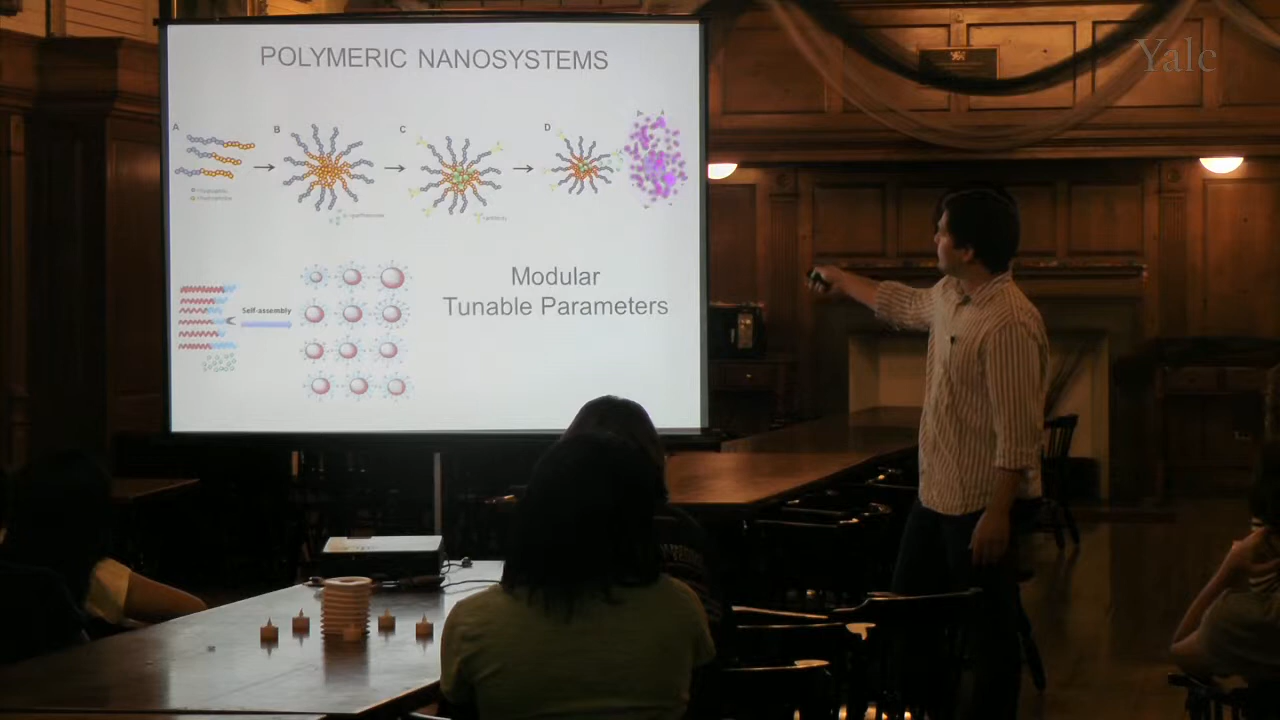 POLYMERIC NANOSYSTEMS
A
B
C
D
Self-assembly
Modular
Tunable Parameters
Yale